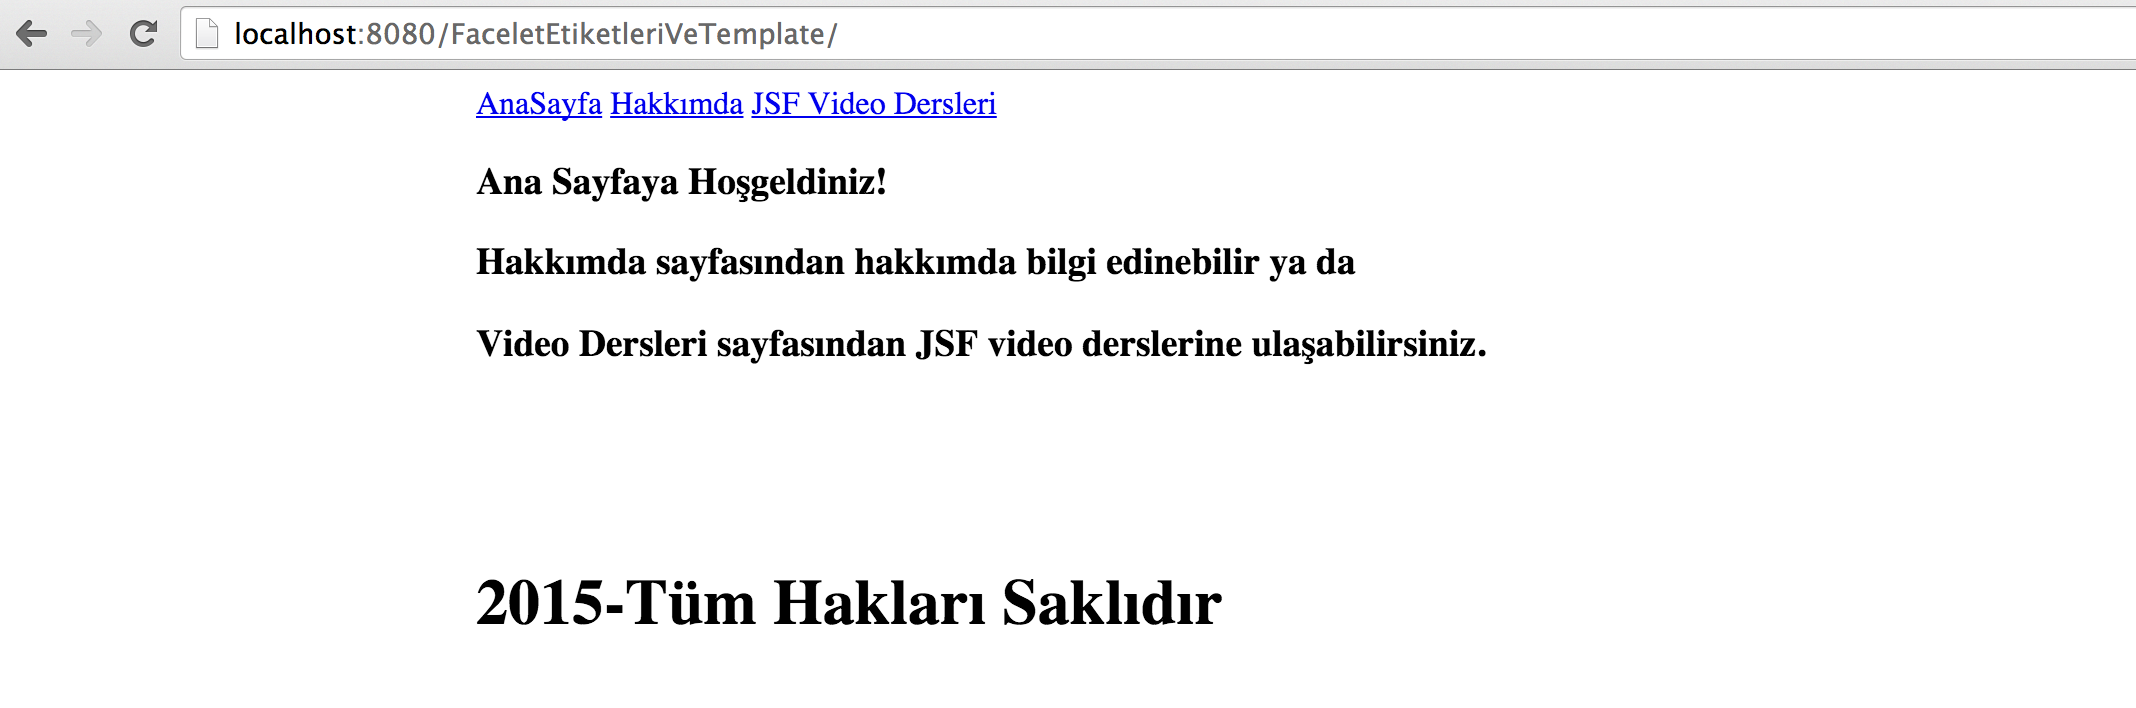 localhost:8080/FaceletEtiketleriVeTemplate/
AnaSayfa Hakkımda JSF Video Dersleri
Ana Sayfaya Hoşgeldiniz!
Hakkımda sayfasından hakkımda bilgi edinebilir ya da
Video Dersleri sayfasından JSF video derslerine ulaşabilirsiniz.
2015-Tüm Hakları Saklıdır